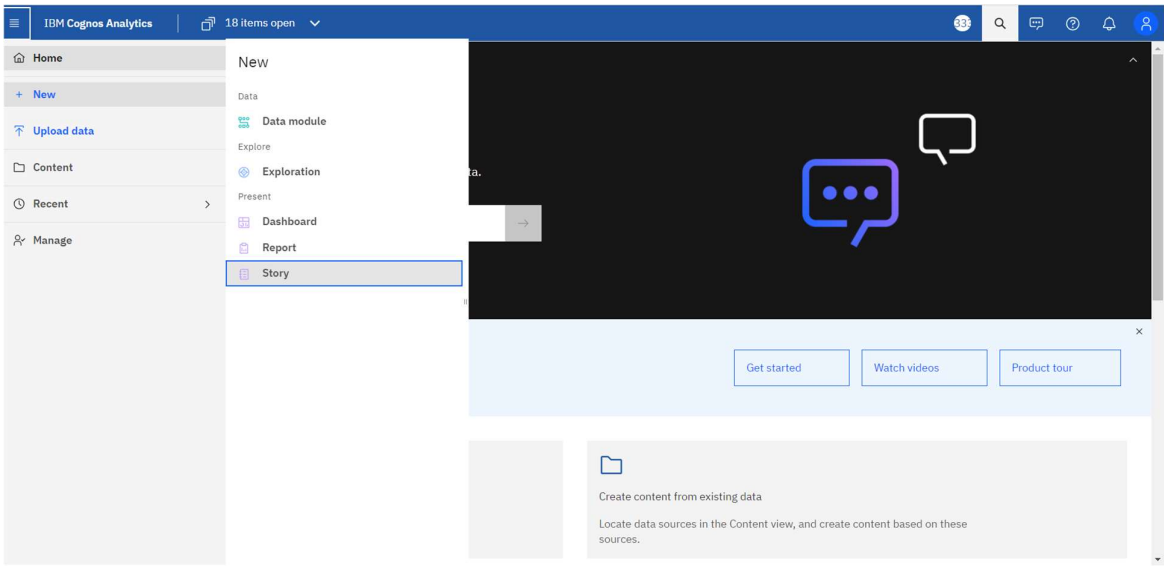 IBM Cognos Analytics
18 items open
Home
New
Upload data
Content
Recent
Manage
New
Data
Data module
Explore
Exploration
Present
Dashboard
Report
Story
ta.
Get started
Watch videos
Product tour
Create content from existing data
Locate data sources in the Content view, and create content based on these
sources.